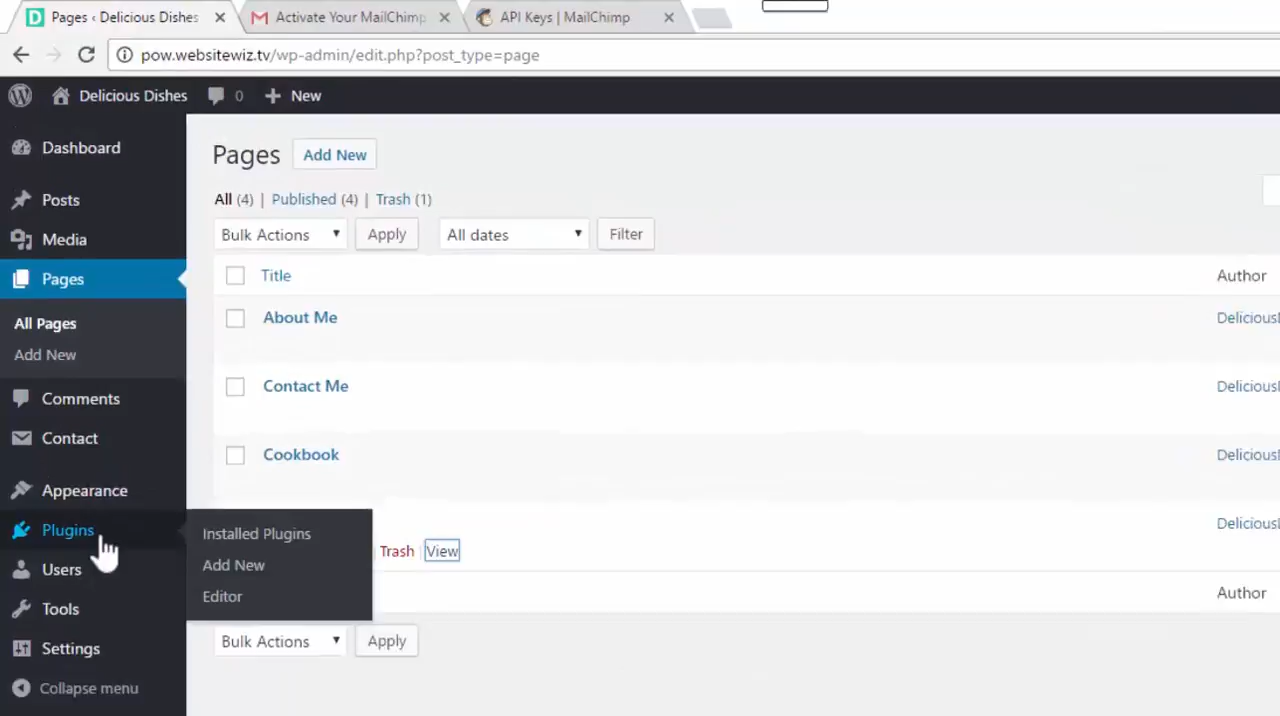 Pages ‹ Delicious Dishes
Activate Your MailChimp
API Keys | MailChimp
pow.websitewiz.tv/wp-admin/edit.php?post_type=page
Delicious Dishes 0 New
Dashboard
Posts
Media
Pages
All Pages
Add New
Comments
Contact
Appearance
Plugins
Users
Tools
Settings
Collapse menu
Installed Plugins
Add New
Editor
Pages Add New
All (4) | Published (4) | Trash (1)
Bulk Actions Apply All dates Filter
Title Author
About Me
Contact Me
Cookbook
Trash | View
Author
Bulk Actions Apply